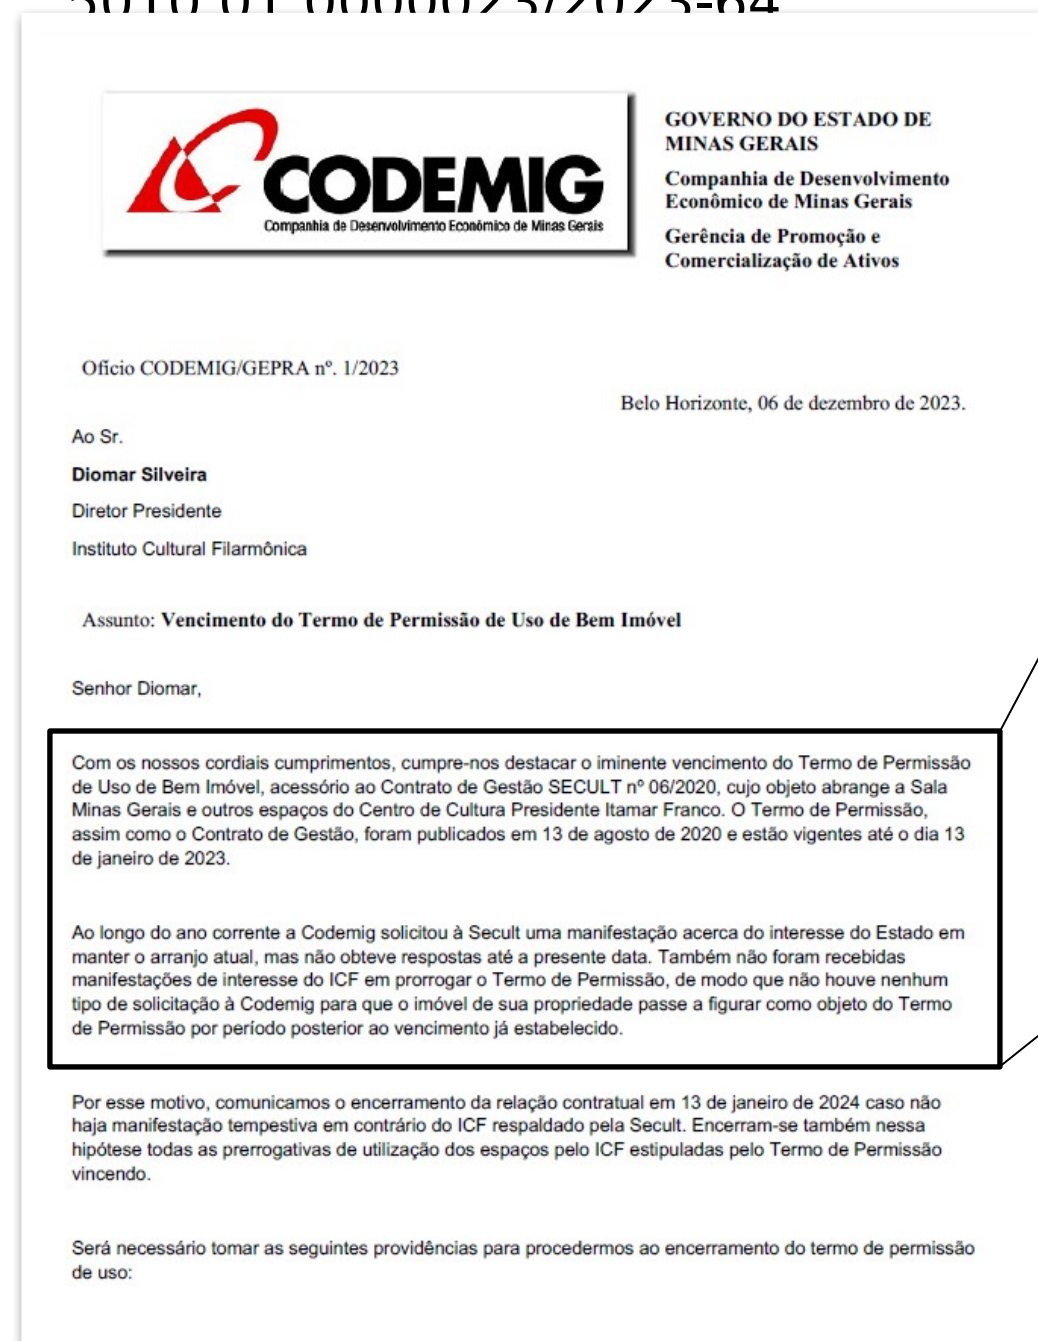 5010.01.0000023/2023-64
CODEMIG
Companhia de Desenvolvimento Econômico de Minas Gerais
GOVERNO DO ESTADO DE
MINAS GERAIS
Companhia de Desenvolvimento
Econômico de Minas Gerais
Gerência de Promoção e
Comercialização de Ativos
Ofício CODEMIG/GEPRA nº. 1/2023
Belo Horizonte, 06 de dezembro de 2023.
Ao Sr.
Diomar Silveira
Diretor Presidente
Instituto Cultural Filarmônica
Assunto: Vencimento do Termo de Permissão de Uso de Bem Imóvel
Senhor Diomar,
Com os nossos cordiais cumprimentos, cumpre-nos destacar o iminente vencimento do Termo de Permissão
de Uso de Bem Imóvel, acessório ao Contrato de Gestão SECULT nº 06/2020, cujo objeto abrange a Sala
Minas Gerais e outros espaços do Centro de Cultura Presidente Itamar Franco. O Termo de Permissão,
assim como o Contrato de Gestão, foram publicados em 13 de agosto de 2020 e estão vigentes até o dia 13
de janeiro de 2023.
Ao longo do ano corrente a Codemig solicitou à Secult uma manifestação acerca do interesse do Estado em
manter o arranjo atual, mas não obteve respostas até a presente data. Também não foram recebidas
manifestações de interesse do ICF em prorrogar o Termo de Permissão, de modo que não houve nenhum
tipo de solicitação à Codemig para que o imóvel de sua propriedade passe a figurar como objeto do Termo
de Permissão por período posterior ao vencimento já estabelecido.
Por esse motivo, comunicamos o encerramento da relação contratual em 13 de janeiro de 2024 caso não
haja manifestação tempestiva em contrário do ICF respaldado pela Secult. Encerram-se também nessa
hipótese todas as prerrogativas de utilização dos espaços pelo ICF estipuladas pelo Termo de Permissão
vincendo.
Será necessário tomar as seguintes providências para procedermos ao encerramento do termo de permissão
de uso: